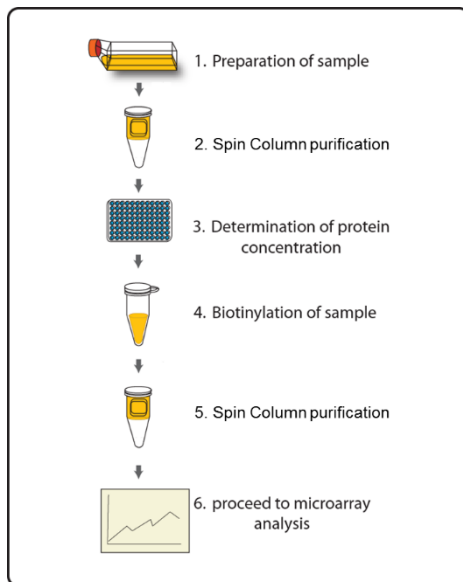 1. Preparation of sample
2. Spin Column purification
3. Determination of protein
concentration
4. Biotinylation of sample
5. Spin Column purification
6. proceed to microarray
analysis